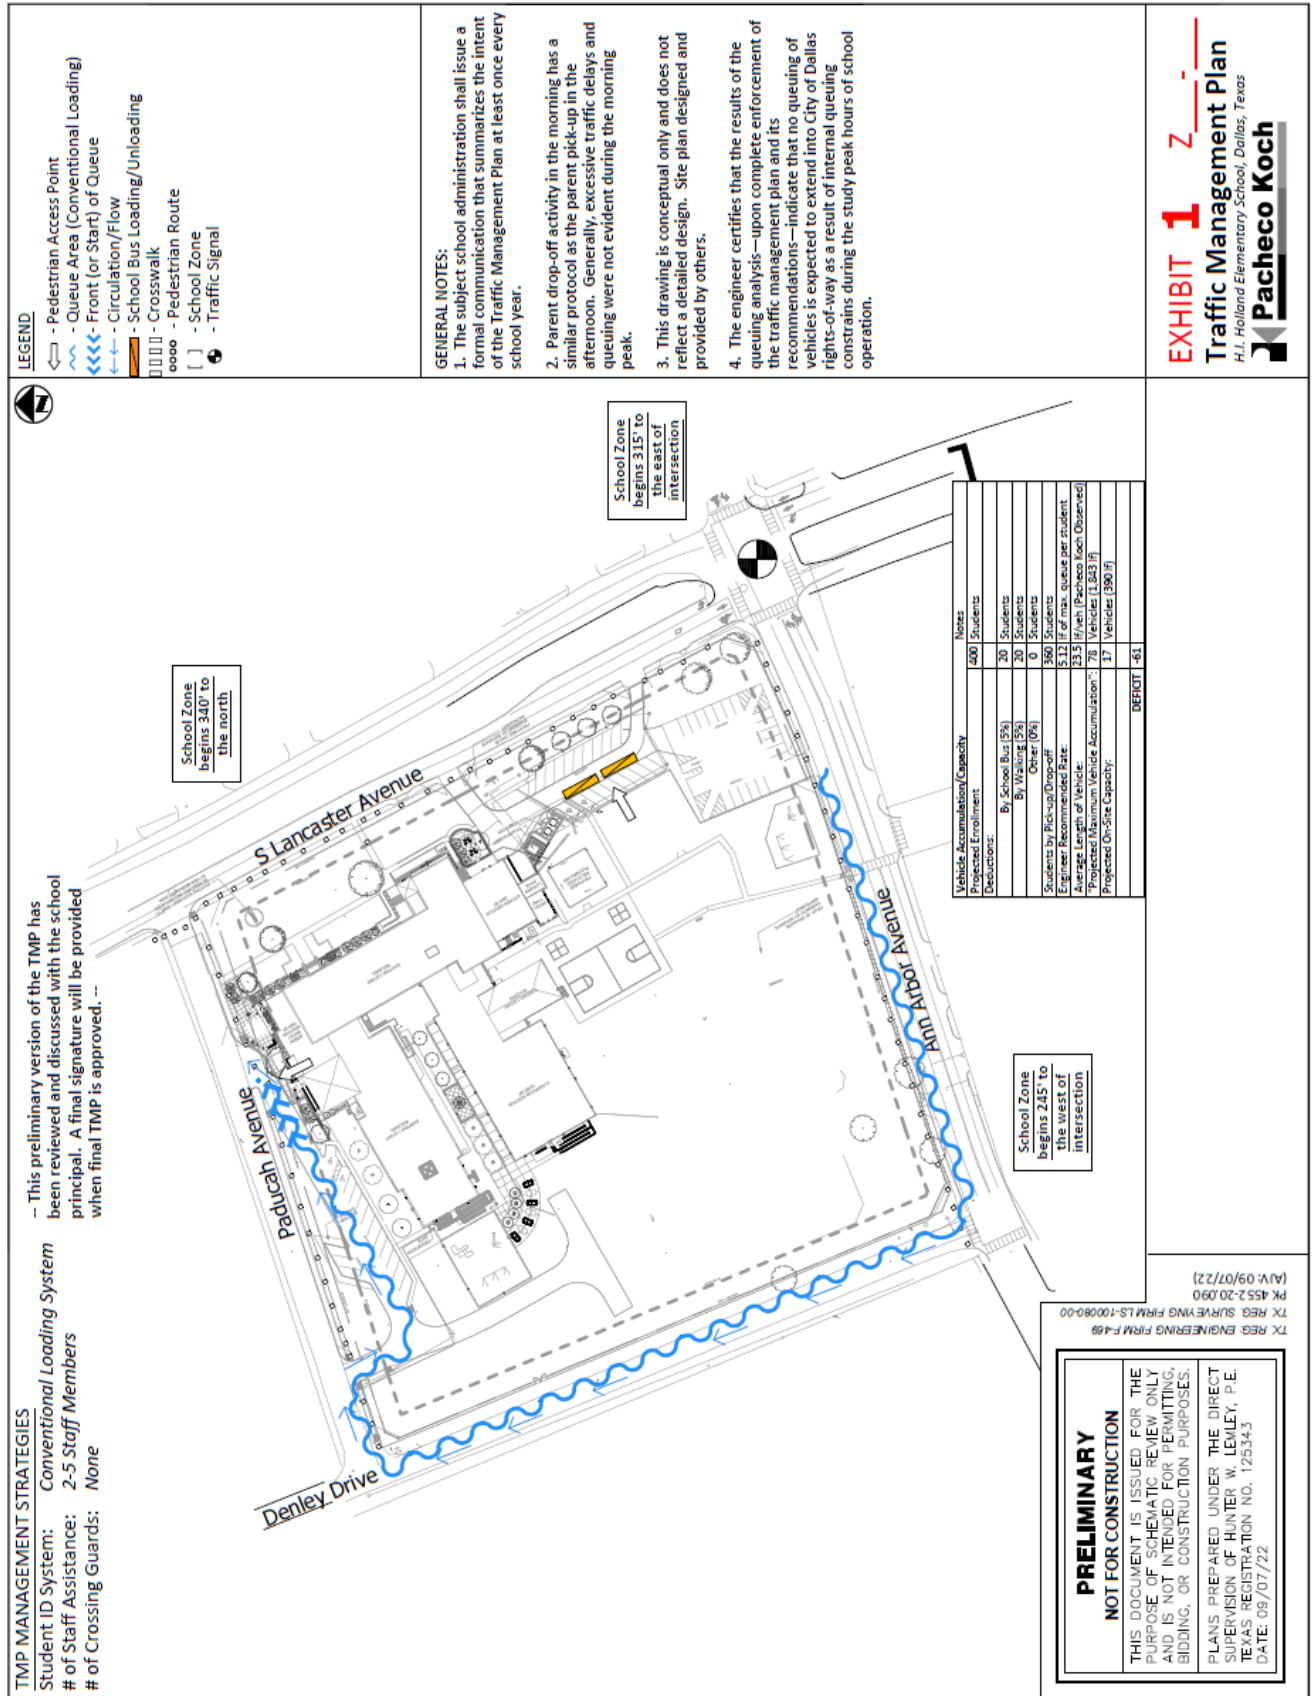 TMP MANAGEMENT STRATEGIES
Student ID System: Conventional Loading System
# of Staff Assistance: 2-5 Staff Members
# of Crossing Guards: None
-- This preliminary version of the TMP has
been reviewed and discussed with the school
principal. A final signature will be provided
when final TMP is approved. --
LEGEND
- Pedestrian Access Point
- Queue Area (Conventional Loading)
- Front (or Start) of Queue
- Circulation/Flow
- School Bus Loading/Unloading
- Crosswalk
- Pedestrian Route
[ ] - School Zone
- Traffic Signal
GENERAL NOTES:
1. The subject school administration shall issue a
formal communication that summarizes the intent
of the Traffic Management Plan at least once every
school year.
2. Parent drop-off activity in the morning has a
similar protocol as the parent pick-up in the
afternoon. Generally, excessive traffic delays and
queuing were not evident during the morning
peak.
3. This drawing is conceptual only and does not
reflect a detailed design. Site plan designed and
provided by others.
4. The engineer certifies that the results of the
queuing analysis—upon complete enforcement of
the traffic management plan and its
recommendations—indicate that no queuing of
vehicles is expected to extend into City of Dallas
rights-of-way as a result of internal queuing
constrains during the study peak hours of school
operation.
School Zone
begins 340' to
the north
School Zone
begins 315' to
the east of
intersection
School Zone
begins 245' to
the west of
intersection
Paducah Avenue
S Lancaster Avenue
Denley Drive
Ann Arbor Avenue
Vehicle Accumulation/Capacity Notes
Projected Enrollment 400 Students
Deductions:
By School Bus (5%) 20 Students
By Walking (5%) 20 Students
Other (0%) 0 Students
Students by Pick-up/Drop-off 360 Students
Engineer Recommended Rate: 5.12 lf of max. queue per student
Average Length of Vehicle: 23.5 lf/veh (Pacheco Koch Observed)
"Projected Maximum Vehicle Accumulation": 78 Vehicles (1,843 lf)
Projected On-Site Capacity: 17 Vehicles (390 lf)
DEFICIT -61
PRELIMINARY
NOT FOR CONSTRUCTION
THIS DOCUMENT IS ISSUED FOR THE
PURPOSE OF SCHEMATIC REVIEW ONLY
AND IS NOT INTENDED FOR PERMITTING,
BIDDING, OR CONSTRUCTION PURPOSES.
PLANS PREPARED UNDER THE DIRECT
SUPERVISION OF HUNTER W. LEMLEY, P.E.
TEXAS REGISTRATION NO. 125343
DATE: 09/07/22
TX. REG. ENGINEERING FIRM F-469
TX. REG. SURVEYING FIRM LS-100080-00
PK 4552-20.090
(AJV: 09/07/22)
EXHIBIT 1 Z___-___
Traffic Management Plan
H.I. Holland Elementary School, Dallas, Texas
Pacheco Koch